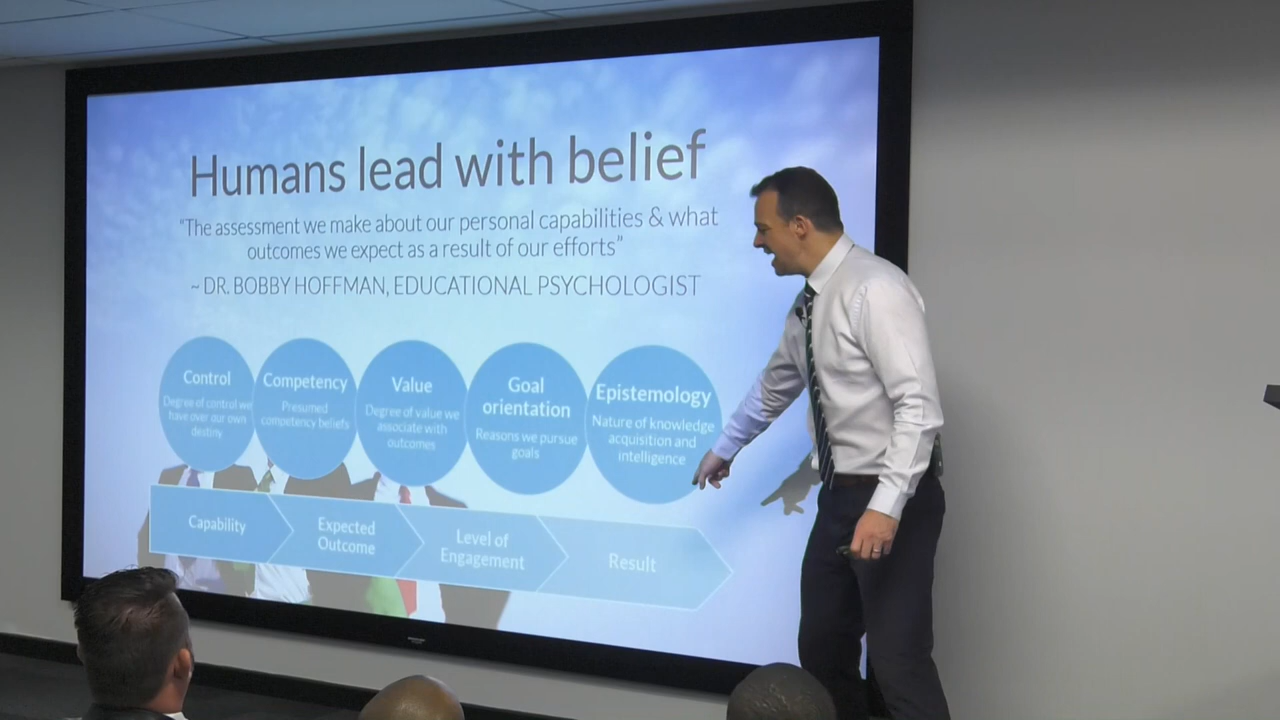 Humans lead with belief
“The assessment we make about our personal capabilities & what
outcomes we expect as a result of our efforts”
~ DR. BOBBY HOFFMAN, EDUCATIONAL PSYCHOLOGIST
Control
Degree of control we
have over our own
destiny
Competency
Presumed
competency beliefs
Value
Degree of value we
associate with
outcomes
Goal
orientation
Reasons we pursue
goals
Epistemology
Nature of knowledge
acquisition and
intelligence
Capability
Expected
Outcome
Level of
Engagement
Result